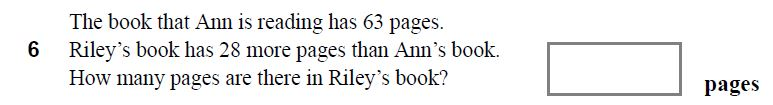 The book that Ann is reading has 63 pages.
6 Riley’s book has 28 more pages than Ann’s book.
How many pages are there in Riley’s book?
pages